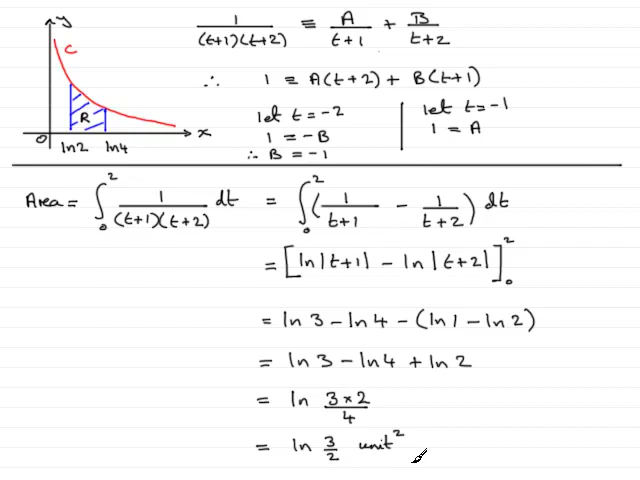 y
C
R
O
ln2
ln4
x
1/((t+1)(t+2)) ≡ A/(t+1) + B/(t+2)
∴ 1 ≡ A(t+2) + B(t+1)
let t=-2
1 = -B
∴ B = -1
let t=-1
1 = A
Area = ∫₀² 1/((t+1)(t+2)) dt = ∫₀² (1/(t+1) - 1/(t+2)) dt
= [ln|t+1| - ln|t+2|]₀²
= ln 3 - ln 4 - (ln 1 - ln 2)
= ln 3 - ln 4 + ln 2
= ln (3×2)/4
= ln 3/2 unit²